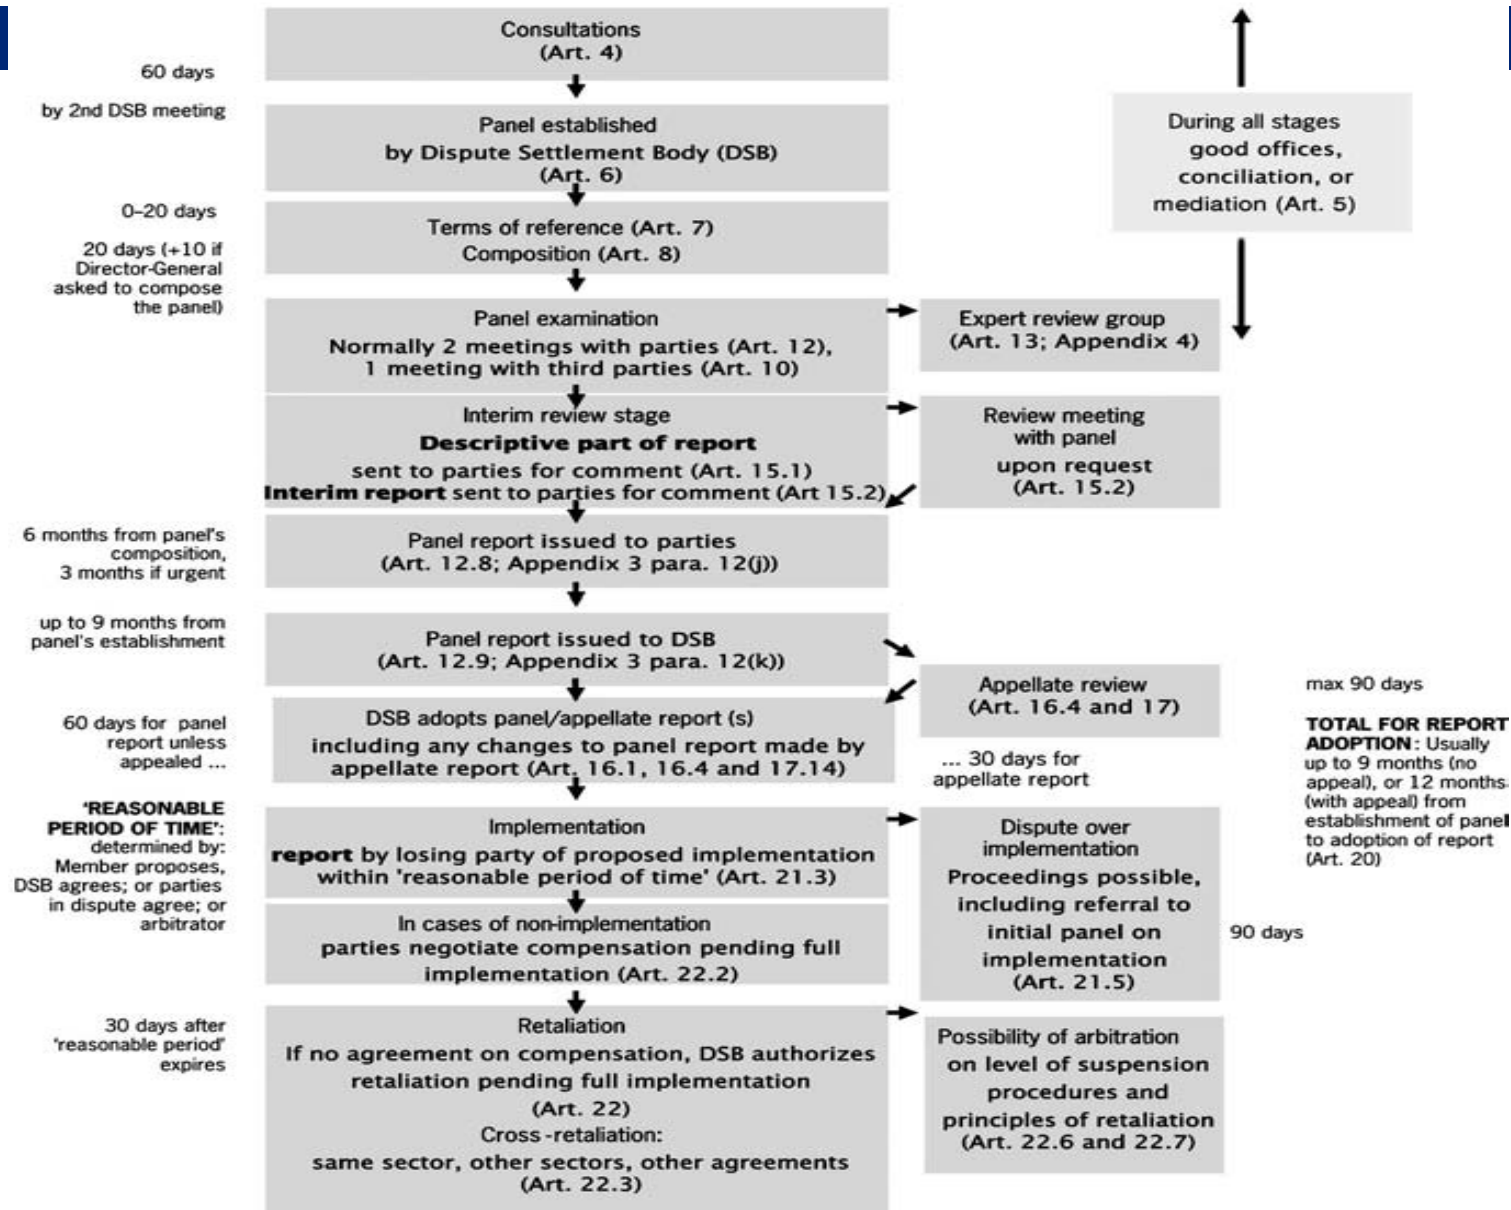 Consultations
(Art. 4)
60 days
by 2nd DSB meeting
Panel established
by Dispute Settlement Body (DSB)
(Art. 6)
During all stages
good offices,
conciliation, or
mediation (Art. 5)
0–20 days
20 days (+10 if
Director-General
asked to compose
the panel)
Terms of reference (Art. 7)
Composition (Art. 8)
Panel examination
Normally 2 meetings with parties (Art. 12),
1 meeting with third parties (Art. 10)
Expert review group
(Art. 13; Appendix 4)
Interim review stage
Descriptive part of report
sent to parties for comment (Art. 15.1)
Interim report sent to parties for comment (Art 15.2)
Review meeting
with panel
upon request
(Art. 15.2)
6 months from panel's
composition,
3 months if urgent
Panel report issued to parties
(Art. 12.8; Appendix 3 para. 12(j))
up to 9 months from
panel's establishment
Panel report issued to DSB
(Art. 12.9; Appendix 3 para. 12(k))
Appellate review
(Art. 16.4 and 17)
max 90 days
60 days for panel
report unless
appealed ...
DSB adopts panel/appellate report (s)
including any changes to panel report made by
appellate report (Art. 16.1, 16.4 and 17.14)
... 30 days for
appellate report
TOTAL FOR REPORT
ADOPTION: Usually
up to 9 months (no
appeal), or 12 months
(with appeal) from
establishment of panel
to adoption of report
(Art. 20)
'REASONABLE
PERIOD OF TIME':
determined by:
Member proposes,
DSB agrees; or parties
in dispute agree; or
arbitrator
Implementation
report by losing party of proposed implementation
within 'reasonable period of time' (Art. 21.3)
Dispute over
implementation
Proceedings possible,
including referral to
initial panel on
implementation
(Art. 21.5)
90 days
In cases of non-implementation
parties negotiate compensation pending full
implementation (Art. 22.2)
30 days after
'reasonable period'
expires
Retaliation
If no agreement on compensation, DSB authorizes
retaliation pending full implementation
(Art. 22)
Cross-retaliation:
same sector, other sectors, other agreements
(Art. 22.3)
Possibility of arbitration
on level of suspension
procedures and
principles of retaliation
(Art. 22.6 and 22.7)